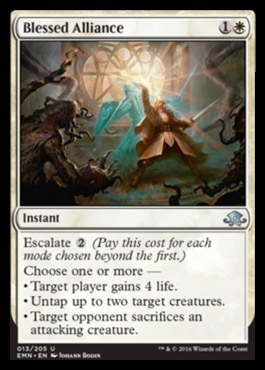 Blessed Alliance 1
Instant
Escalate 2 (Pay this cost for each
mode chosen beyond the first.)
Choose one or more —
• Target player gains 4 life.
• Untap up to two target creatures.
• Target opponent sacrifices an
attacking creature.
013/205 U
EMN • EN Johann Bodin
™ & © 2016 Wizards of the Coast